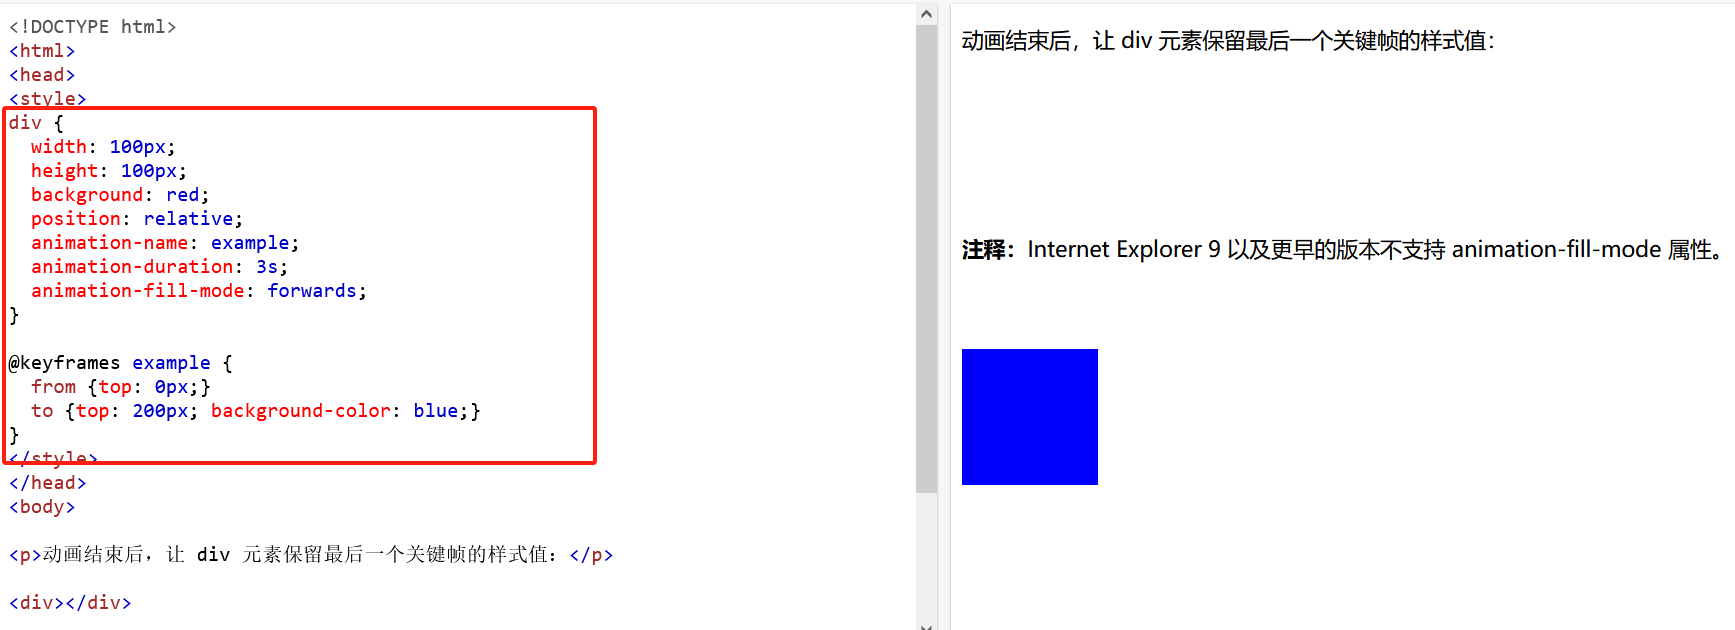 <!DOCTYPE html>
<html>
<head>
<style>
div {
  width: 100px;
  height: 100px;
  background: red;
  position: relative;
  animation-name: example;
  animation-duration: 3s;
  animation-fill-mode: forwards;
}
@keyframes example {
  from {top: 0px;}
  to {top: 200px; background-color: blue;}
}
</style>
</head>
<body>
<p>动画结束后，让 div 元素保留最后一个关键帧的样式值：</p>
<div></div>
动画结束后，让 div 元素保留最后一个关键帧的样式值：
注释：Internet Explorer 9 以及更早的版本不支持 animation-fill-mode 属性。